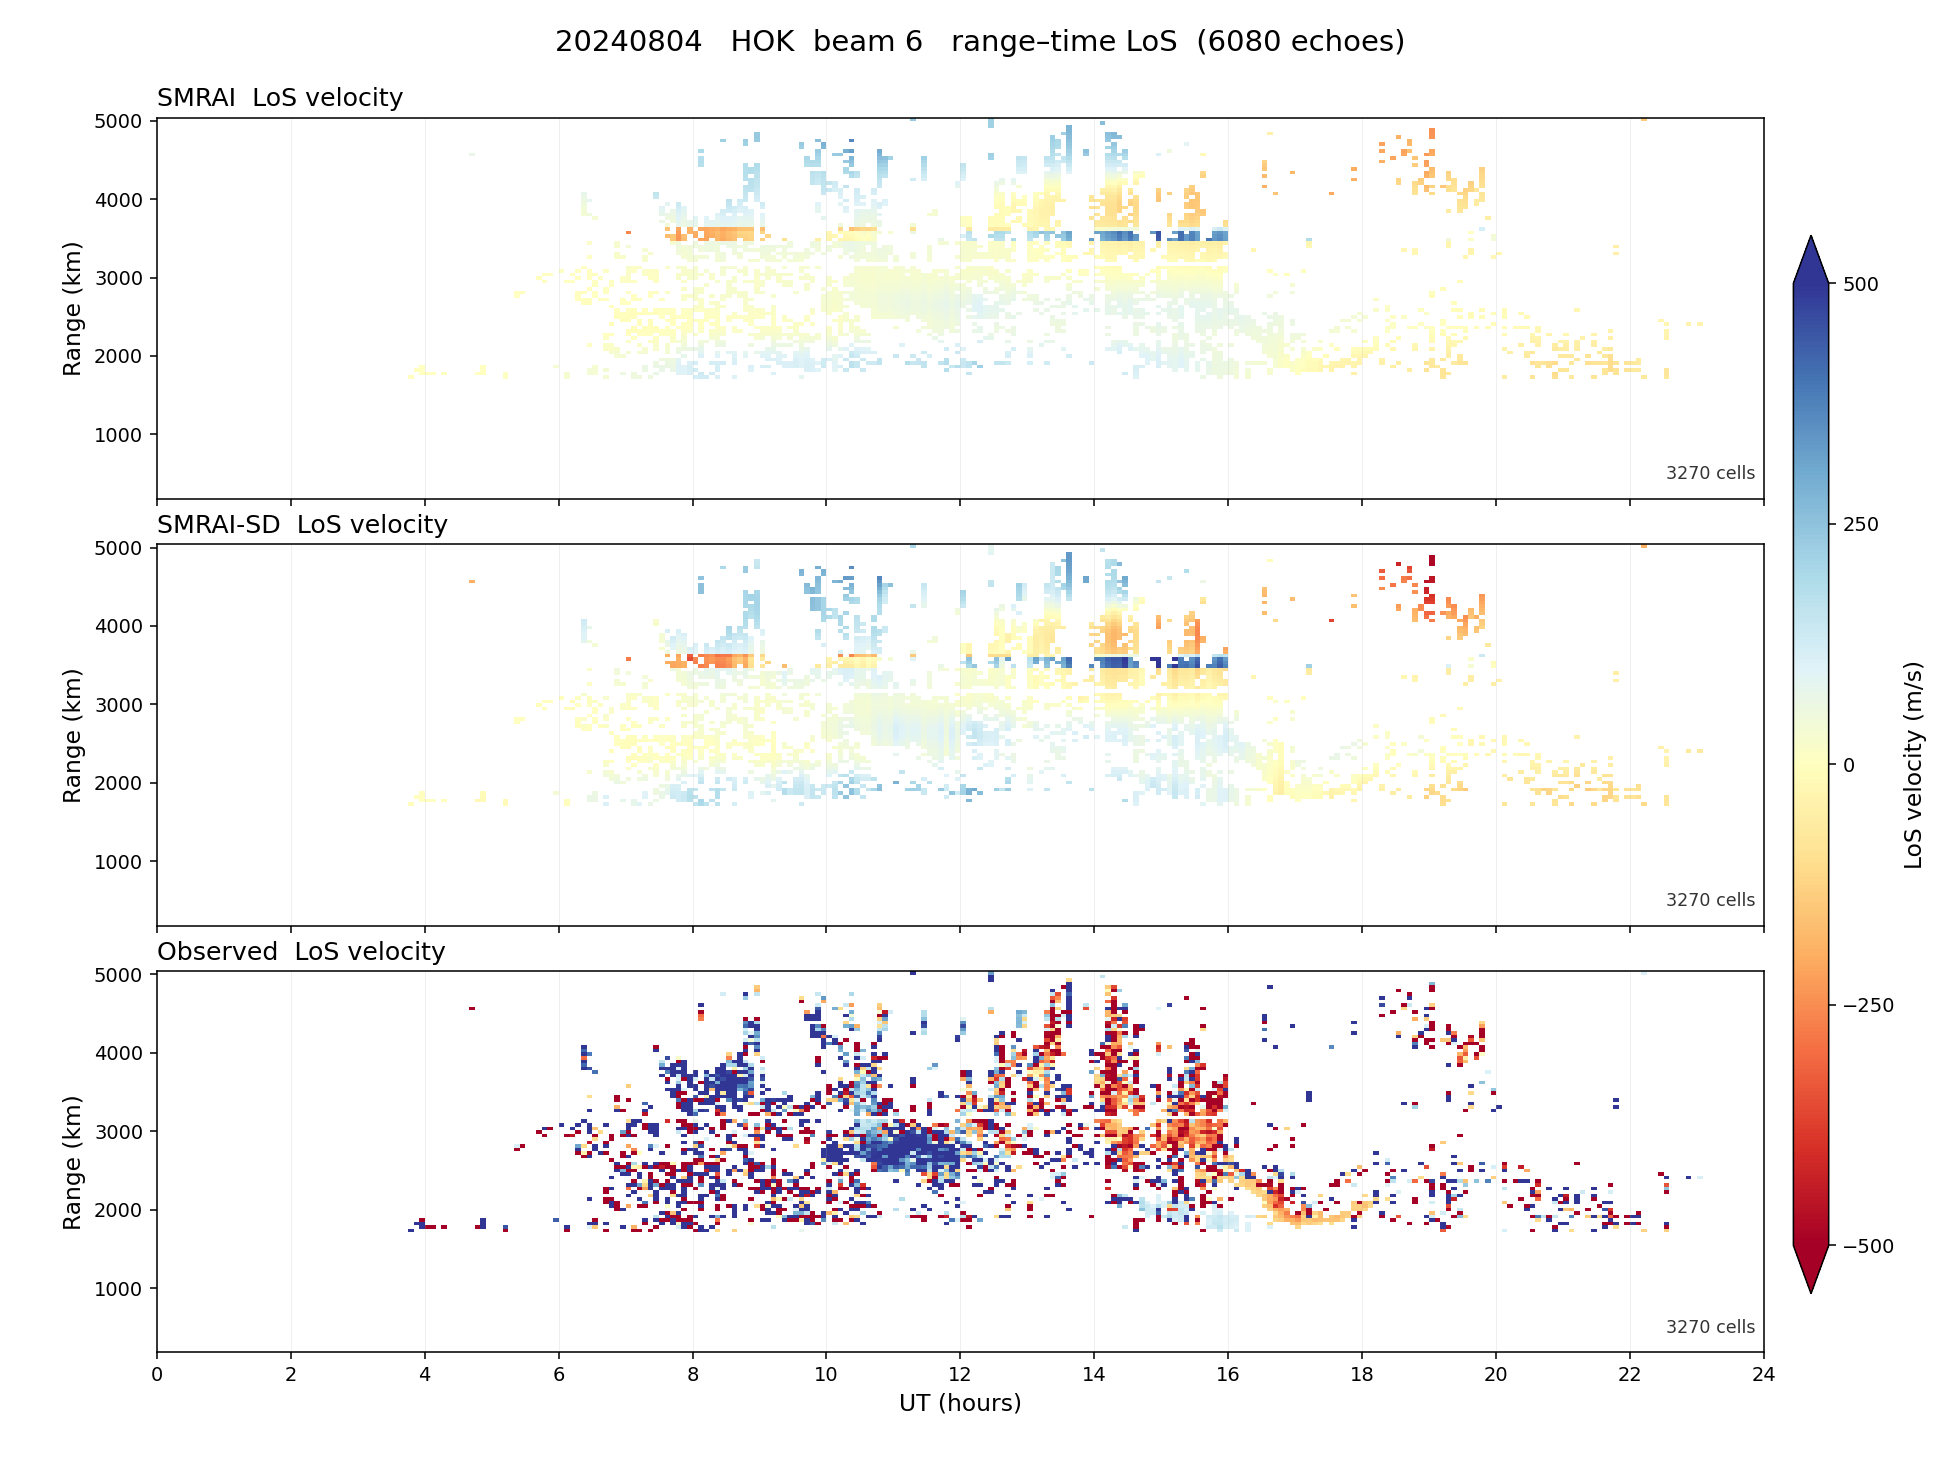 20240804   HOK  beam 6   range–time LoS  (6080 echoes)
SMRAI  LoS velocity
5000
4000
3000
2000
1000
Range (km)
3270 cells
SMRAI-SD  LoS velocity
5000
4000
3000
2000
1000
Range (km)
3270 cells
Observed  LoS velocity
5000
4000
3000
2000
1000
Range (km)
3270 cells
0 2 4 6 8 10 12 14 16 18 20 22 24
UT (hours)
500
250
0
−250
−500
LoS velocity (m/s)